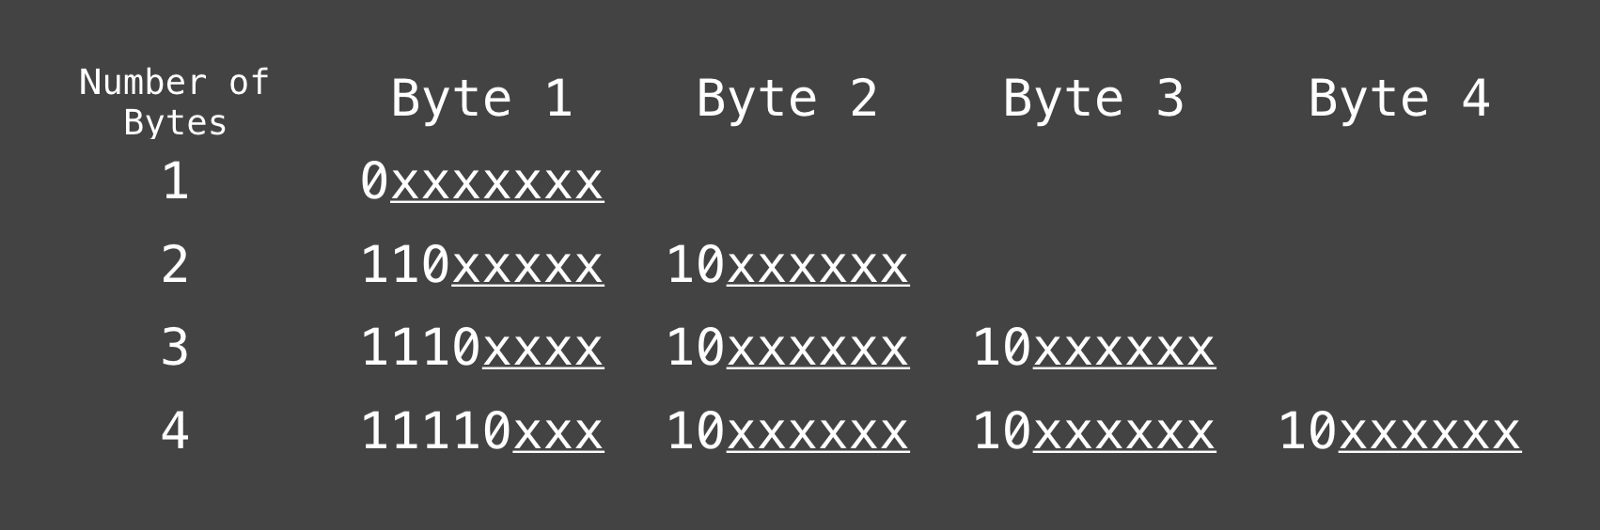 Number of
Bytes
Byte 1 Byte 2 Byte 3 Byte 4
1 0xxxxxxx
2 110xxxxx 10xxxxxx
3 1110xxxx 10xxxxxx 10xxxxxx
4 11110xxx 10xxxxxx 10xxxxxx 10xxxxxx